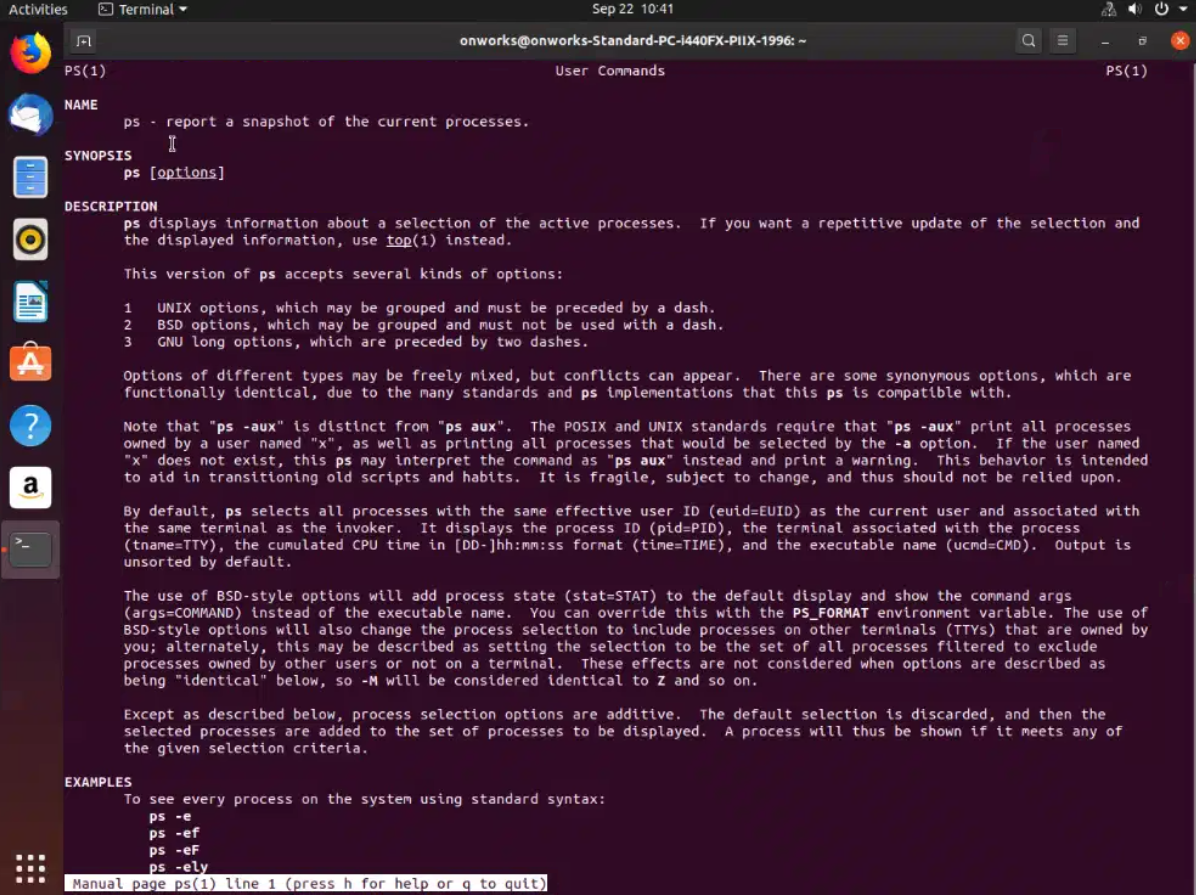 Activities Terminal Sep 22 10:41
onworks@onworks-Standard-PC-i440FX-PIIX-1996: ~
PS(1) User Commands PS(1)
NAME
ps - report a snapshot of the current processes.
SYNOPSIS
ps [options]
DESCRIPTION
ps displays information about a selection of the active processes.  If you want a repetitive update of the selection and
the displayed information, use top(1) instead.
This version of ps accepts several kinds of options:
1   UNIX options, which may be grouped and must be preceded by a dash.
2   BSD options, which may be grouped and must not be used with a dash.
3   GNU long options, which are preceded by two dashes.
Options of different types may be freely mixed, but conflicts can appear.  There are some synonymous options, which are
functionally identical, due to the many standards and ps implementations that this ps is compatible with.
Note that "ps -aux" is distinct from "ps aux".  The POSIX and UNIX standards require that "ps -aux" print all processes
owned by a user named "x", as well as printing all processes that would be selected by the -a option.  If the user named
"x" does not exist, this ps may interpret the command as "ps aux" instead and print a warning.  This behavior is intended
to aid in transitioning old scripts and habits.  It is fragile, subject to change, and thus should not be relied upon.
By default, ps selects all processes with the same effective user ID (euid=EUID) as the current user and associated with
the same terminal as the invoker.  It displays the process ID (pid=PID), the terminal associated with the process
(tname=TTY), the cumulated CPU time in [DD-]hh:mm:ss format (time=TIME), and the executable name (ucmd=CMD).  Output is
unsorted by default.
The use of BSD-style options will add process state (stat=STAT) to the default display and show the command args
(args=COMMAND) instead of the executable name.  You can override this with the PS_FORMAT environment variable. The use of
BSD-style options will also change the process selection to include processes on other terminals (TTYs) that are owned by
you; alternately, this may be described as setting the selection to be the set of all processes filtered to exclude
processes owned by other users or not on a terminal.  These effects are not considered when options are described as
being "identical" below, so -M will be considered identical to Z and so on.
Except as described below, process selection options are additive.  The default selection is discarded, and then the
selected processes are added to the set of processes to be displayed.  A process will thus be shown if it meets any of
the given selection criteria.
EXAMPLES
To see every process on the system using standard syntax:
ps -e
ps -ef
ps -eF
ps -ely
Manual page ps(1) line 1 (press h for help or q to quit)